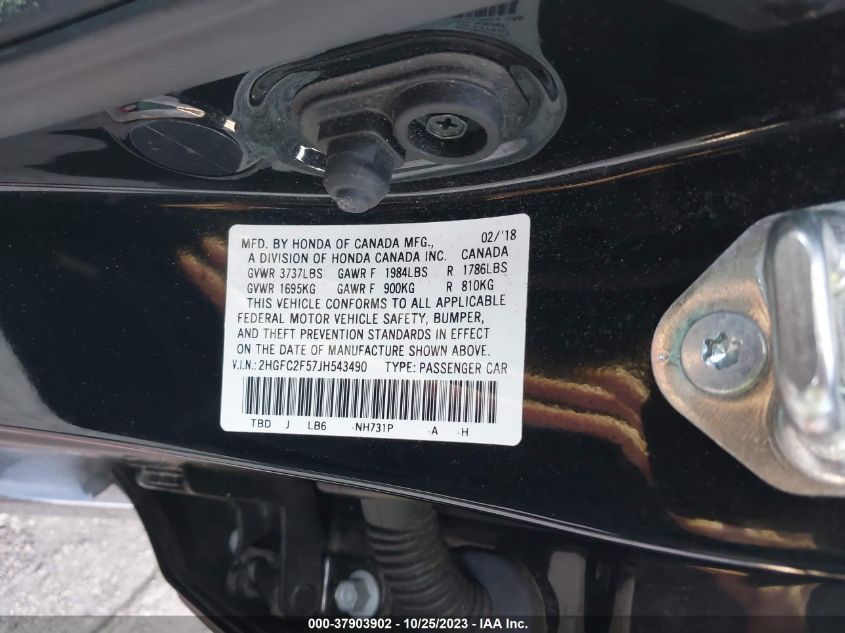 MFD. BY HONDA OF CANADA MFG., 02/'18
A DIVISION OF HONDA CANADA INC. CANADA
GVWR 3737LBS GAWR F 1984LBS R 1786LBS
GVWR 1695KG GAWR F 900KG R 810KG
THIS VEHICLE CONFORMS TO ALL APPLICABLE
FEDERAL MOTOR VEHICLE SAFETY, BUMPER,
AND THEFT PREVENTION STANDARDS IN EFFECT
ON THE DATE OF MANUFACTURE SHOWN ABOVE.
V.I.N.: 2HGFC2F57JH543490 TYPE: PASSENGER CAR
TBD J LB6 -NH731P -A -H
000-37903902 - 10/25/2023 - IAA Inc.